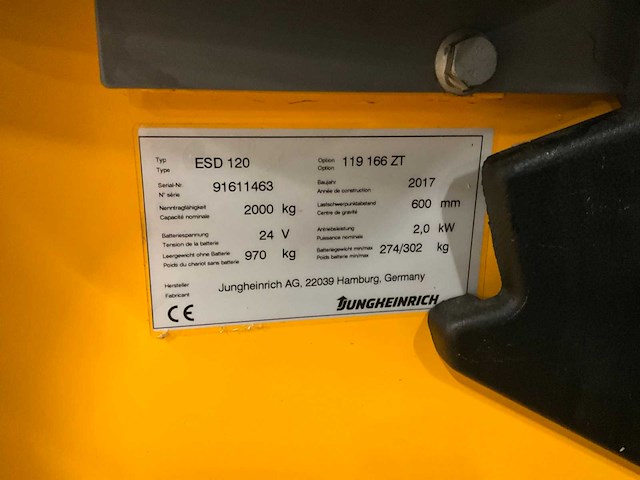 Typ
Type
ESD 120
Option
Option
119 166 ZT
Serial-Nr.
N° série.
91611463
Baujahr
Année de construction
2017
Nenntragfähigkeit
Capacité nominale
2000 kg
Lastschwerpunktabstand
Centre de gravité
600 mm
Batteriespannung
Tension de la batterie
24 V
Antriebsleistung
Puissance nominale
2,0 kW
Leergewicht ohne Batterie
Poids du chariot sans batterie
970 kg
Batteriegewicht min/max
Poids batterie min/max
274/302 kg
Hersteller
Fabricant
Jungheinrich AG, 22039 Hamburg, Germany
CE
JUNGHEINRICH